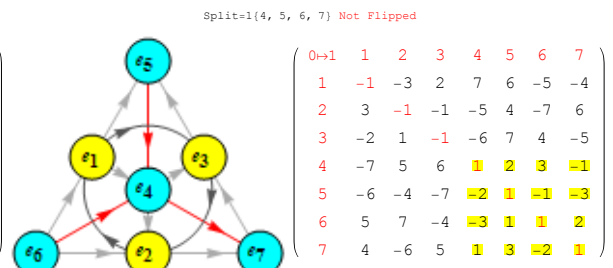 Split=1{4, 5, 6, 7} Not Flipped
e5
e1
e3
e4
e6
e2
e7
0↦1 1 2 3 4 5 6 7
1 -1 -3 2 7 6 -5 -4
2 3 -1 -1 -5 4 -7 6
3 -2 1 -1 -6 7 4 -5
4 -7 5 6 1 2 3 -1
5 -6 -4 -7 -2 1 -1 -3
6 5 7 -4 -3 1 1 2
7 4 -6 5 1 3 -2 1